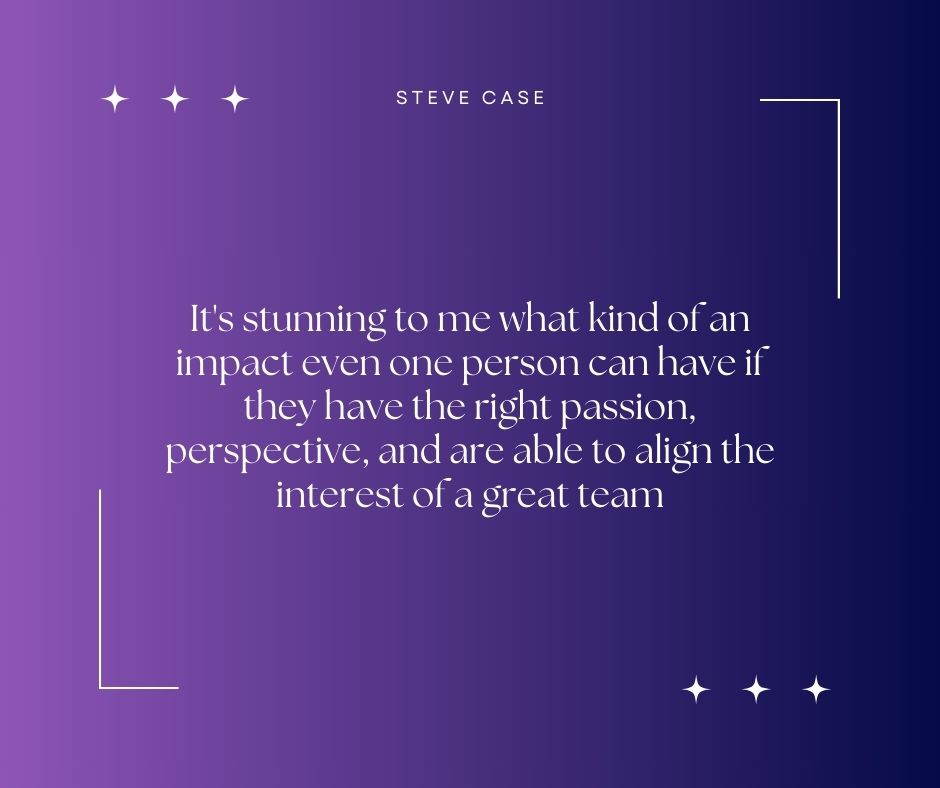 STEVE CASE
It's stunning to me what kind of an
impact even one person can have if
they have the right passion,
perspective, and are able to align the
interest of a great team